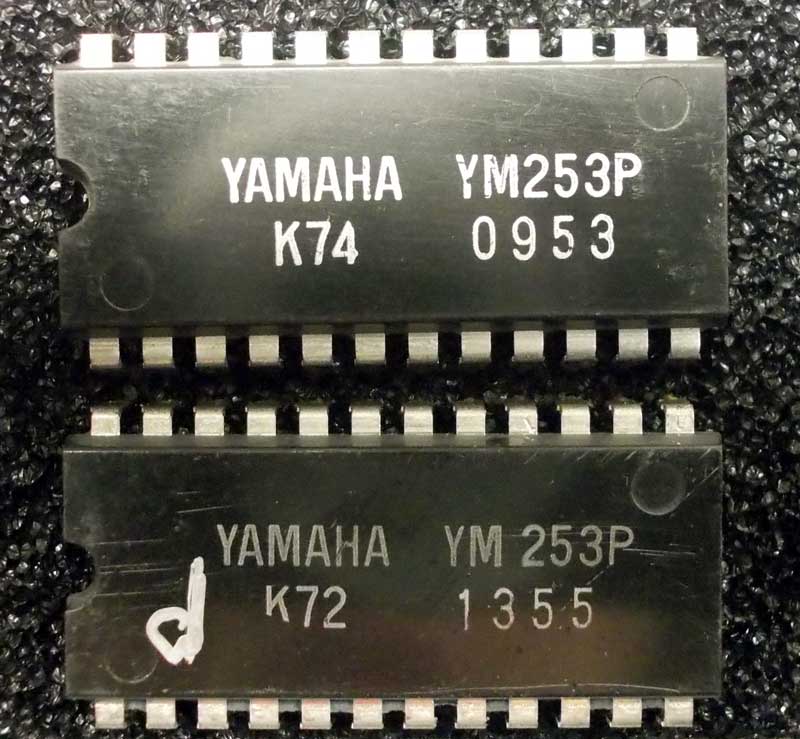 YAMAHA YM253P
K74 0953
YAMAHA YM 253P
K72 1355
d